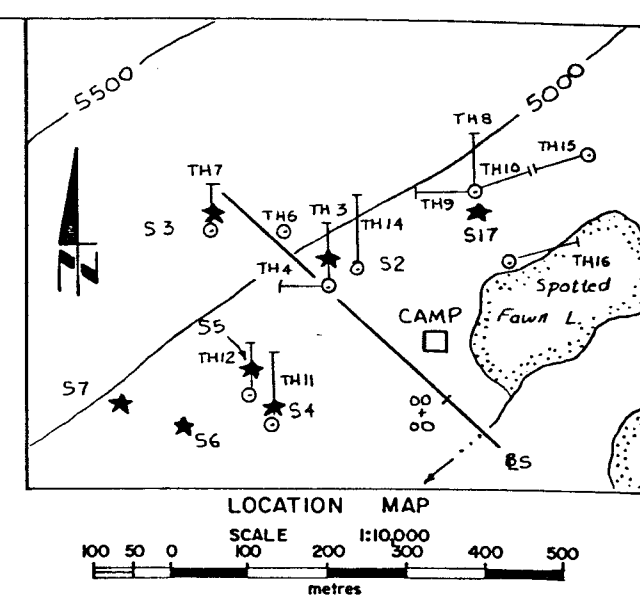 5500
5000
TH8
TH15
TH7
TH10
TH9
TH3
TH6
TH14
S3
S17
S2
TH4
TH16
Spotted
Fawn L.
CAMP
S5
TH12
TH11
S7
S4
S6
00
+
00
LOCATION MAP
SCALE 1:10,000
100 50 0 100 200 300 400 500
metres